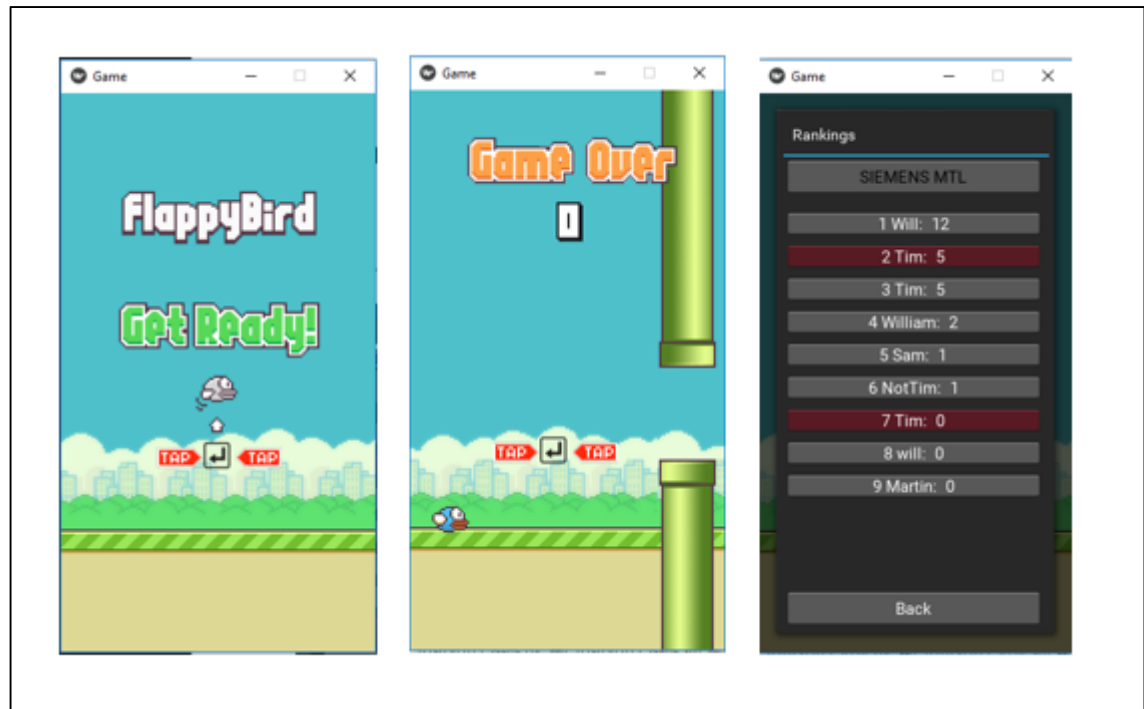 Game
FlappyBird
Get Ready!
TAP TAP
Game
Game Over
TAP TAP
Game
Rankings
SIEMENS MTL
1 Will: 12
2 Tim: 5
3 Tim: 5
4 William: 2
5 Sam: 1
6 NotTim: 1
7 Tim: 0
8 will: 0
9 Martin: 0
Back